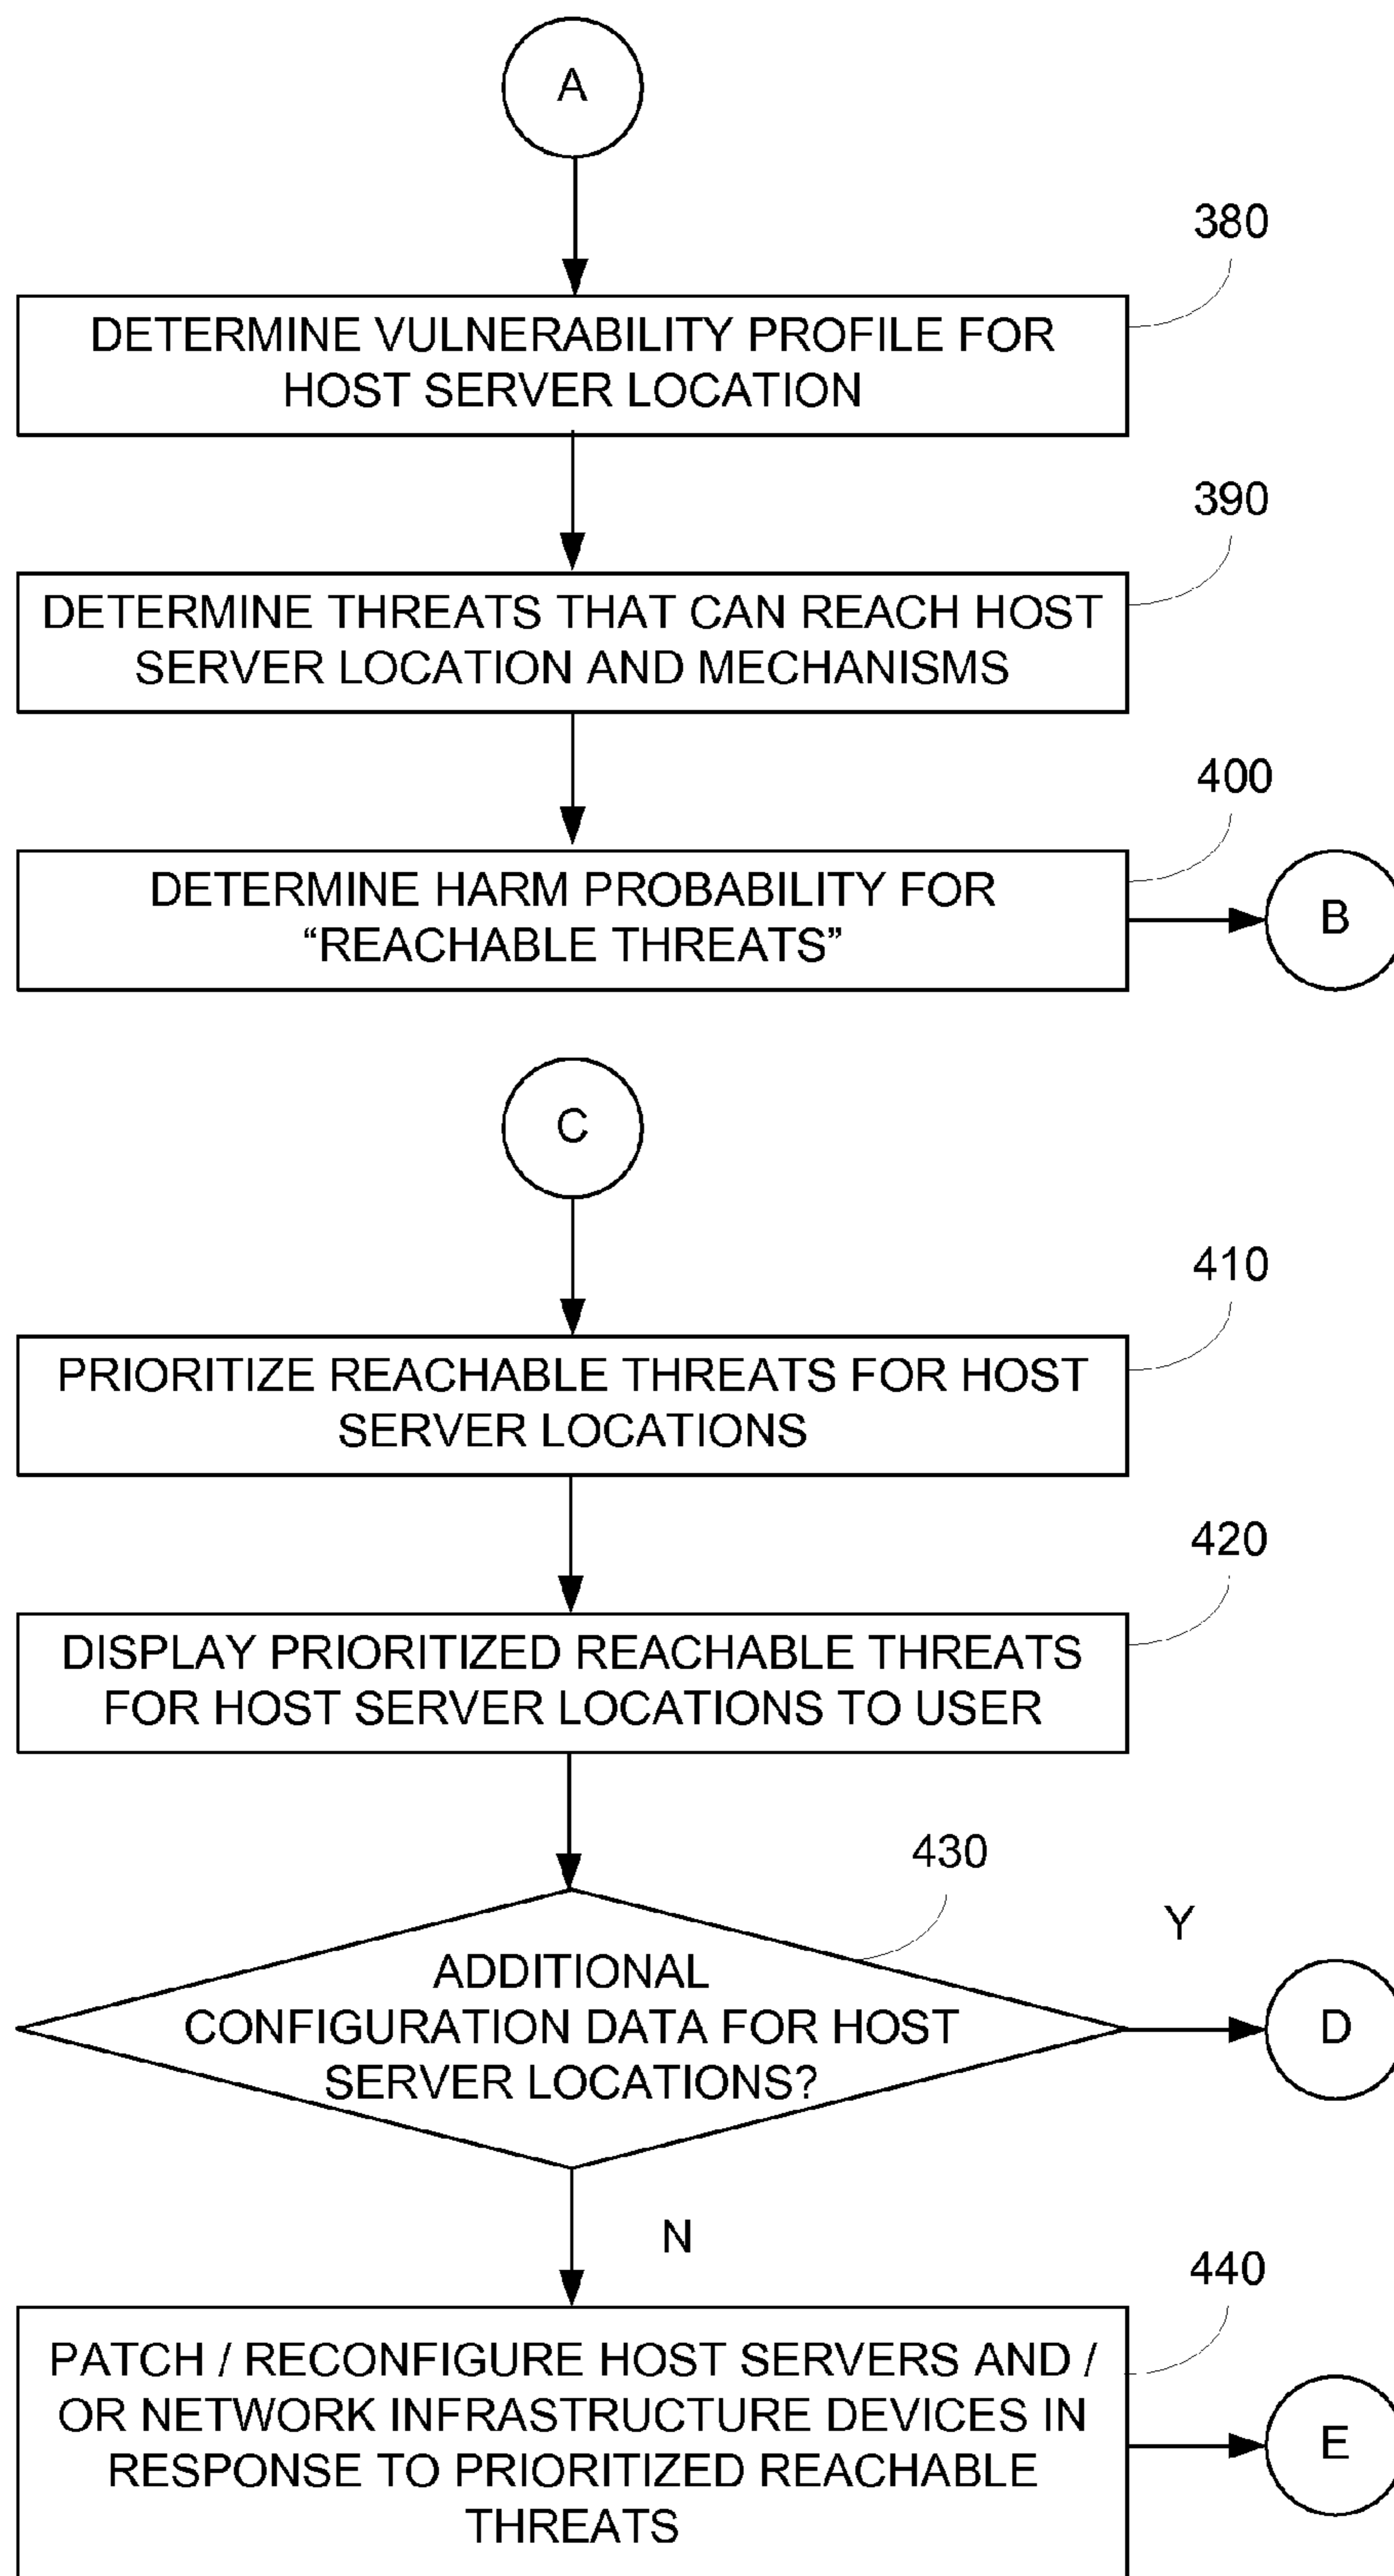 A
380
DETERMINE VULNERABILITY PROFILE FOR
HOST SERVER LOCATION
390
DETERMINE THREATS THAT CAN REACH HOST
SERVER LOCATION AND MECHANISMS
400
DETERMINE HARM PROBABILITY FOR
“REACHABLE THREATS”
B
C
410
PRIORITIZE REACHABLE THREATS FOR HOST
SERVER LOCATIONS
420
DISPLAY PRIORITIZED REACHABLE THREATS
FOR HOST SERVER LOCATIONS TO USER
430
ADDITIONAL
CONFIGURATION DATA FOR HOST
SERVER LOCATIONS?
Y
D
N
440
PATCH / RECONFIGURE HOST SERVERS AND /
OR NETWORK INFRASTRUCTURE DEVICES IN
RESPONSE TO PRIORITIZED REACHABLE
THREATS
E